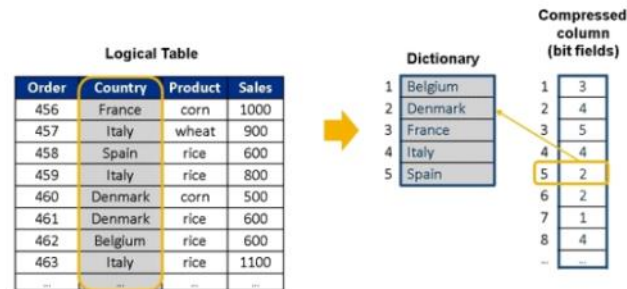 Logical Table
Order Country Product Sales
456 France corn 1000
457 Italy wheat 900
458 Spain rice 600
459 Italy rice 800
460 Denmark corn 500
461 Denmark rice 600
462 Belgium rice 600
463 Italy rice 1100
... ... ... ...
Dictionary
1 Belgium
2 Denmark
3 France
4 Italy
5 Spain
Compressed
column
(bit fields)
1 3
2 4
3 5
4 4
5 2
6 2
7 1
8 4
... ...